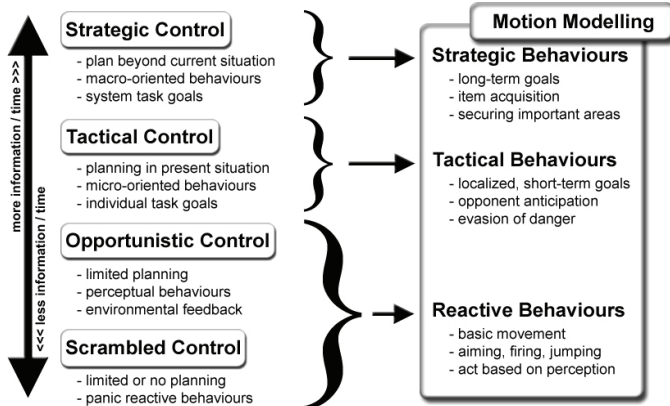 more information / time >>>
<<< less information / time
Strategic Control
- plan beyond current situation
- macro-oriented behaviours
- system task goals
Tactical Control
- planning in present situation
- micro-oriented behaviours
- individual task goals
Opportunistic Control
- limited planning
- perceptual behaviours
- environmental feedback
Scrambled Control
- limited or no planning
- panic reactive behaviours
Motion Modelling
Strategic Behaviours
- long-term goals
- item acquisition
- securing important areas
Tactical Behaviours
- localized, short-term goals
- opponent anticipation
- evasion of danger
Reactive Behaviours
- basic movement
- aiming, firing, jumping
- act based on perception